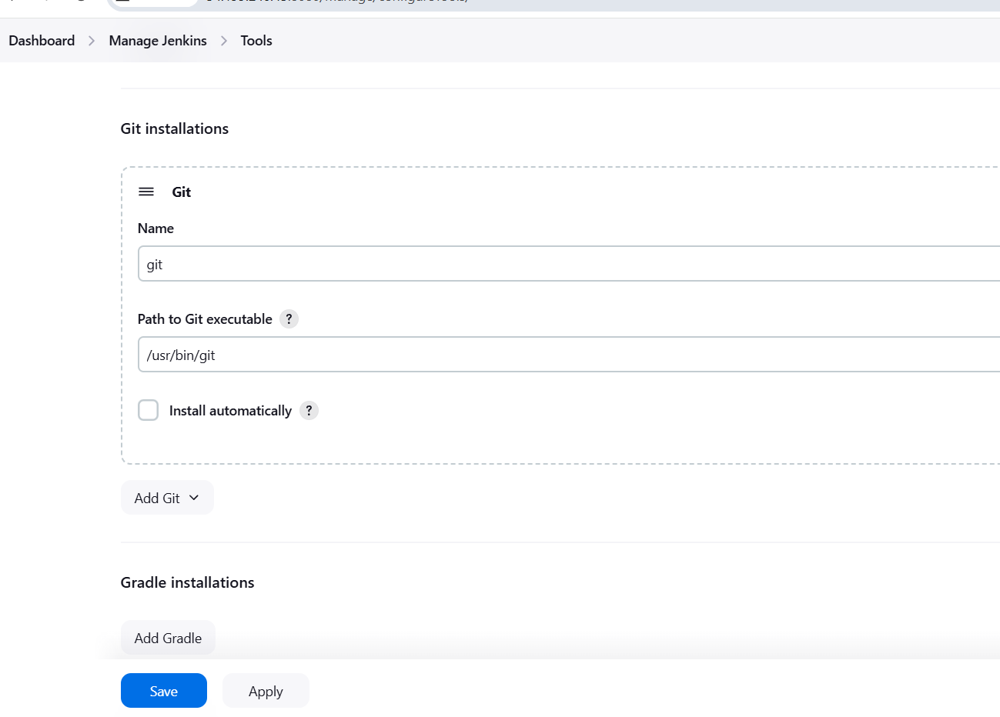 Dashboard > Manage Jenkins > Tools
Git installations
Git
Name
git
Path to Git executable ?
/usr/bin/git
Install automatically ?
Add Git
Gradle installations
Add Gradle
Save Apply